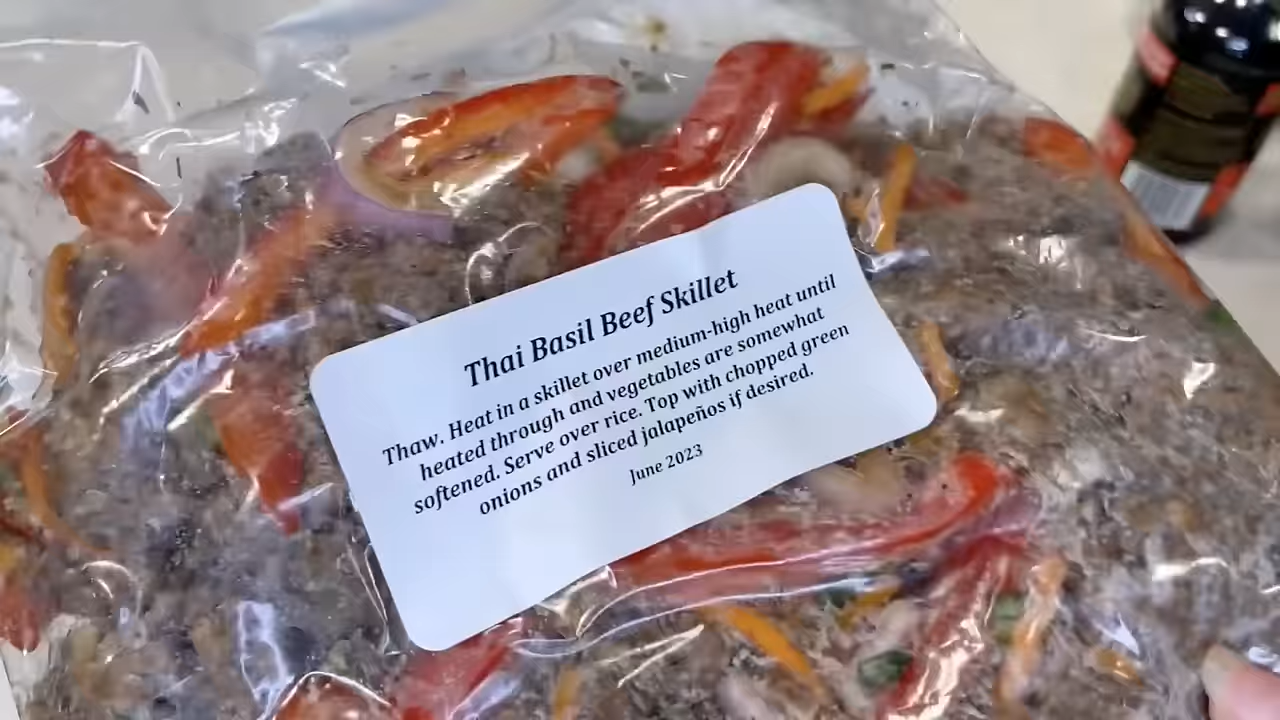 Thai Basil Beef Skillet
Thaw. Heat in a skillet over medium-high heat until
heated through and vegetables are somewhat
softened. Serve over rice. Top with chopped green
onions and sliced jalapeños if desired.
June 2023